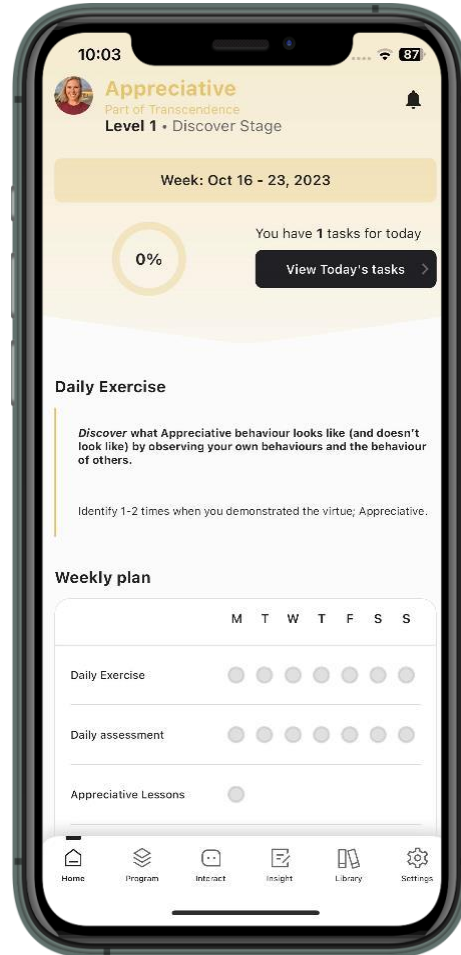 10:03
87
Appreciative
Part of Transcendence
Level 1 • Discover Stage
Week: Oct 16 - 23, 2023
You have 1 tasks for today
0%
View Today's tasks
Daily Exercise
Discover what Appreciative behaviour looks like (and doesn't
look like) by observing your own behaviours and the behaviour
of others.
Identify 1-2 times when you demonstrated the virtue; Appreciative.
Weekly plan
M T W T F S S
Daily Exercise
Daily assessment
Appreciative Lessons
Home Program Interact Insight Library Settings